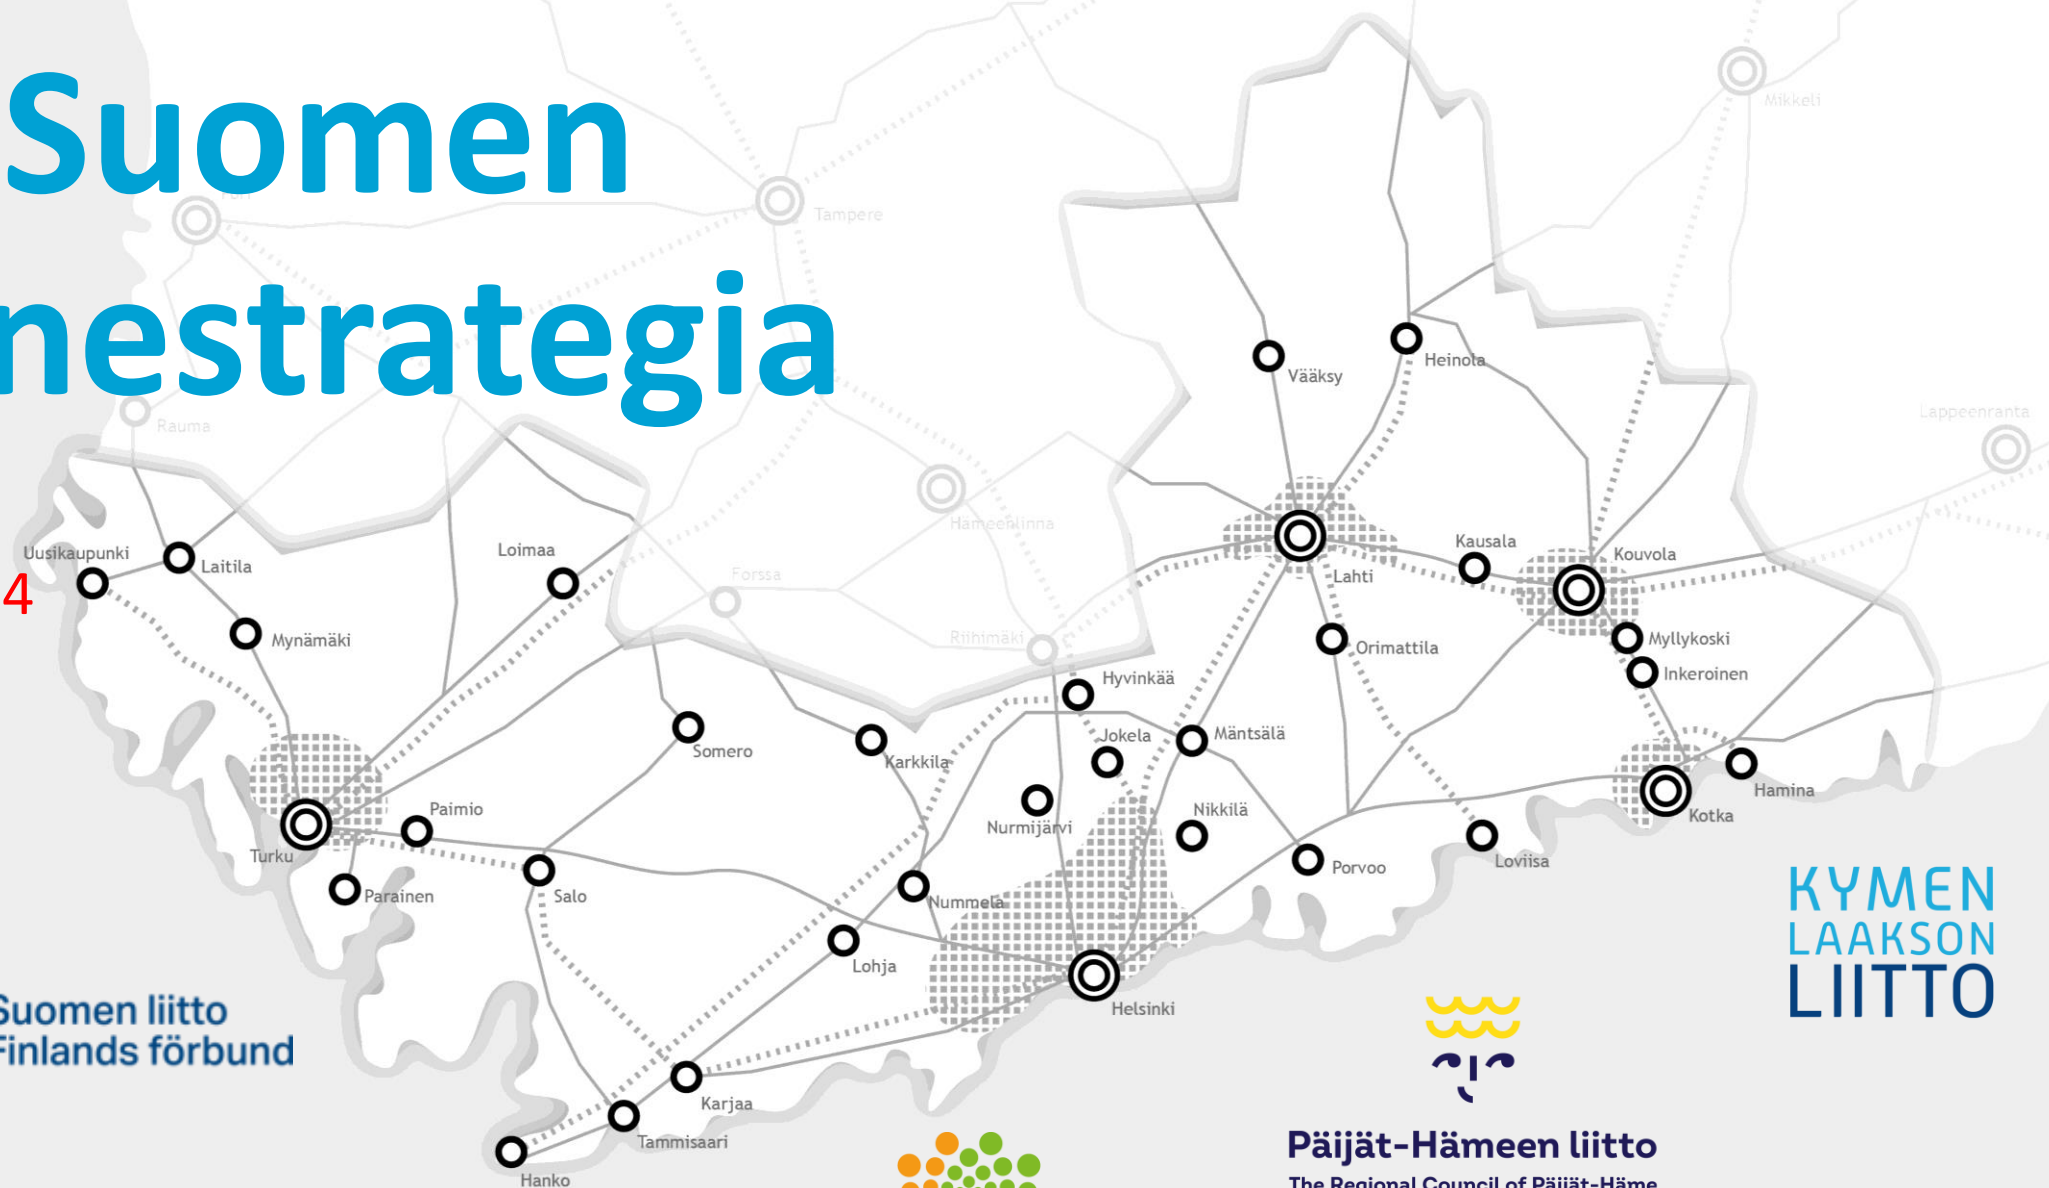 Suomen
nestrategia
4
Mikkeli
Tampere
Rauma
Lappeenranta
Hämeenlinna
Forssa
Riihimäki
Vääksy
Heinola
Uusikaupunki
Laitila
Loimaa
Mynämäki
Lahti
Kausala
Kouvola
Myllykoski
Inkeroinen
Orimattila
Hyvinkää
Jokela
Mäntsälä
Somero
Karkkila
Nurmijärvi
Nikkilä
Hamina
Kotka
Paimio
Turku
Parainen
Salo
Nummela
Porvoo
Loviisa
Lohja
Helsinki
Karjaa
Tammisaari
Hanko
Suomen liitto
Finlands förbund
KYMEN
LAAKSON
LIITTO
Päijät-Hämeen liitto
The Regional Council of Päijät-Häme